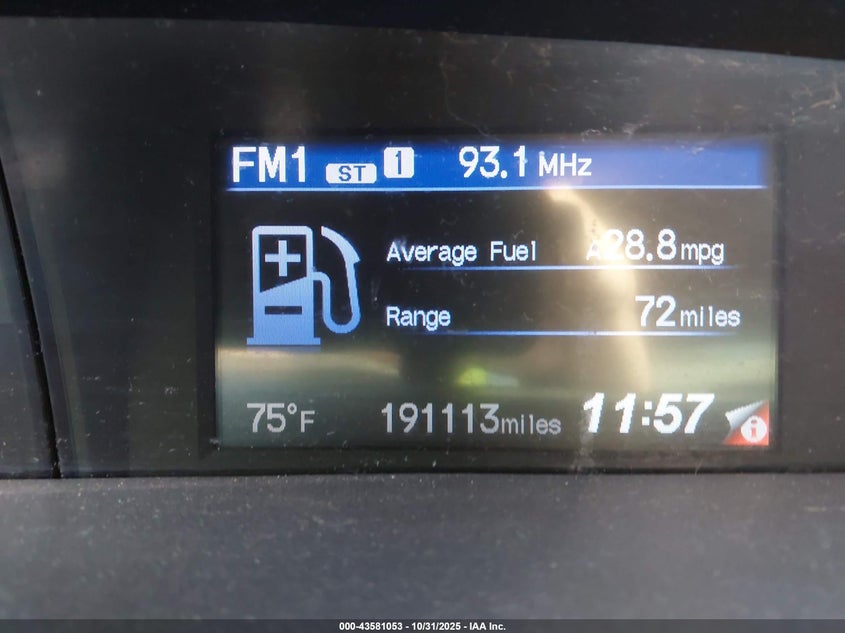 FM1 ST 1 93.1 MHz
Average Fuel A28.8 mpg
Range 72 miles
75°F 191113 miles 11:57 i
000-43581053 - 10/31/2025 - IAA Inc.